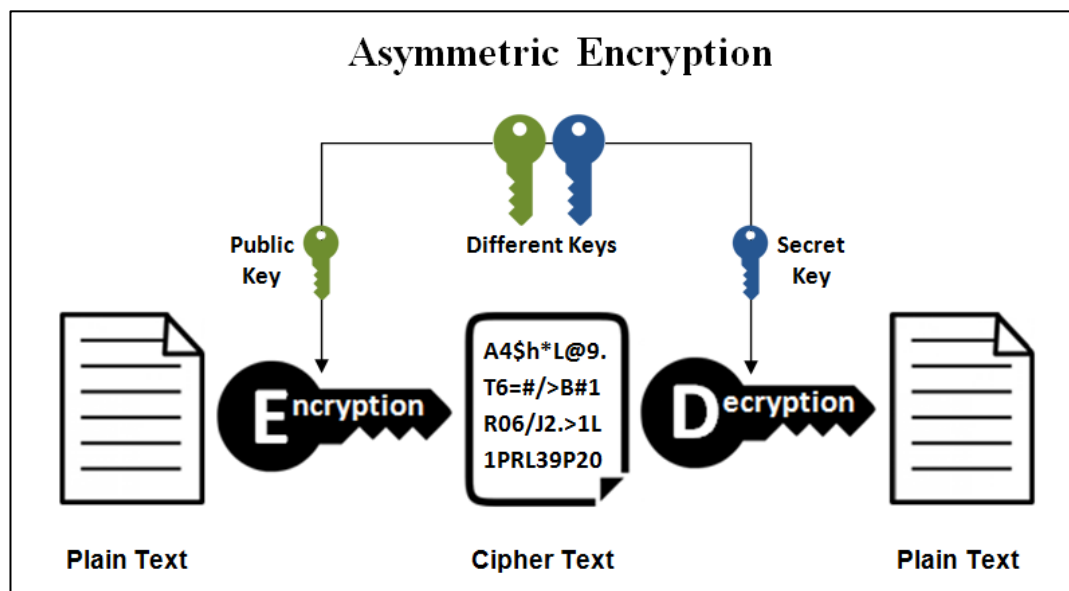 Asymmetric Encryption
Public
Key
Different Keys
Secret
Key
Encryption
A4$h*L@9.
T6=#/>B#1
R06/J2.>1L
1PRL39P20
Decryption
Plain Text
Cipher Text
Plain Text